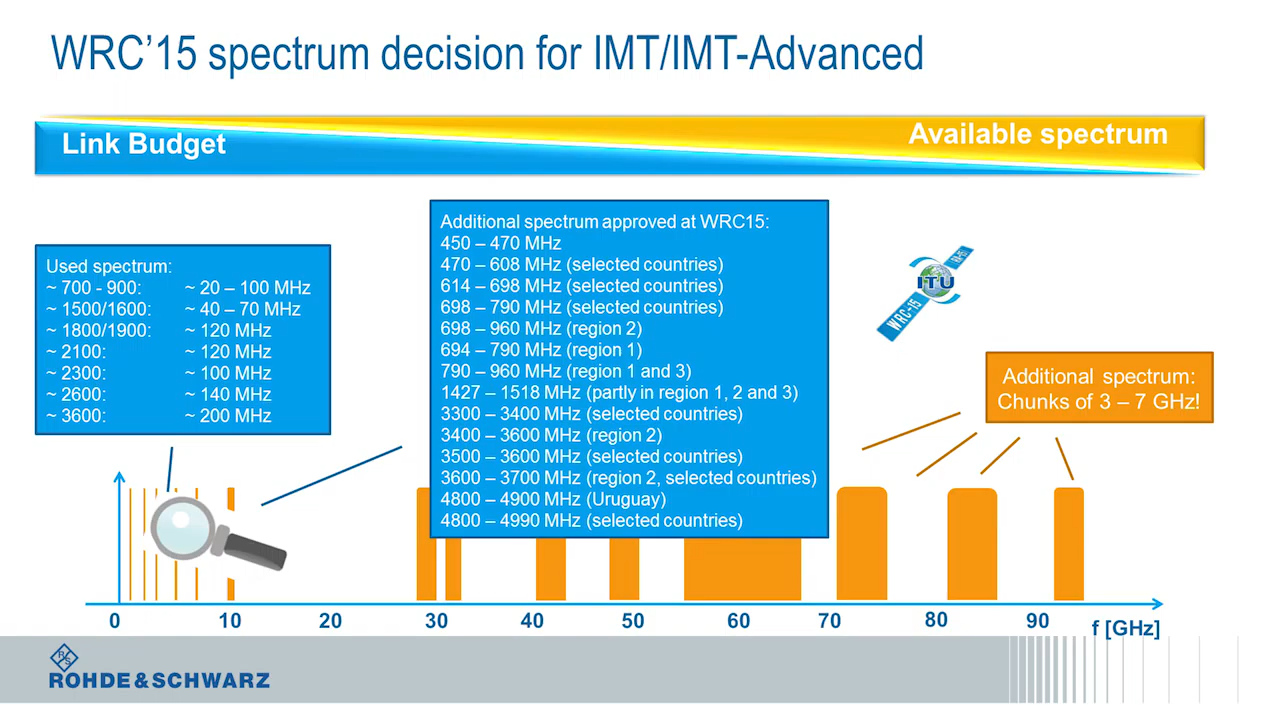 WRC’15 spectrum decision for IMT/IMT-Advanced
Link Budget
Available spectrum
Used spectrum:
~ 700 - 900: ~ 20 – 100 MHz
~ 1500/1600: ~ 40 – 70 MHz
~ 1800/1900: ~ 120 MHz
~ 2100: ~ 120 MHz
~ 2300: ~ 100 MHz
~ 2600: ~ 140 MHz
~ 3600: ~ 200 MHz
Additional spectrum approved at WRC15:
450 – 470 MHz
470 – 608 MHz (selected countries)
614 – 698 MHz (selected countries)
698 – 790 MHz (selected countries)
698 – 960 MHz (region 2)
694 – 790 MHz (region 1)
790 – 960 MHz (region 1 and 3)
1427 – 1518 MHz (partly in region 1, 2 and 3)
3300 – 3400 MHz (selected countries)
3400 – 3600 MHz (region 2)
3500 – 3600 MHz (selected countries)
3600 – 3700 MHz (region 2, selected countries)
4800 – 4900 MHz (Uruguay)
4800 – 4990 MHz (selected countries)
ITU
WRC-15
Additional spectrum:
Chunks of 3 – 7 GHz!
0 10 20 30 40 50 60 70 80 90 f [GHz]
R S
ROHDE & SCHWARZ